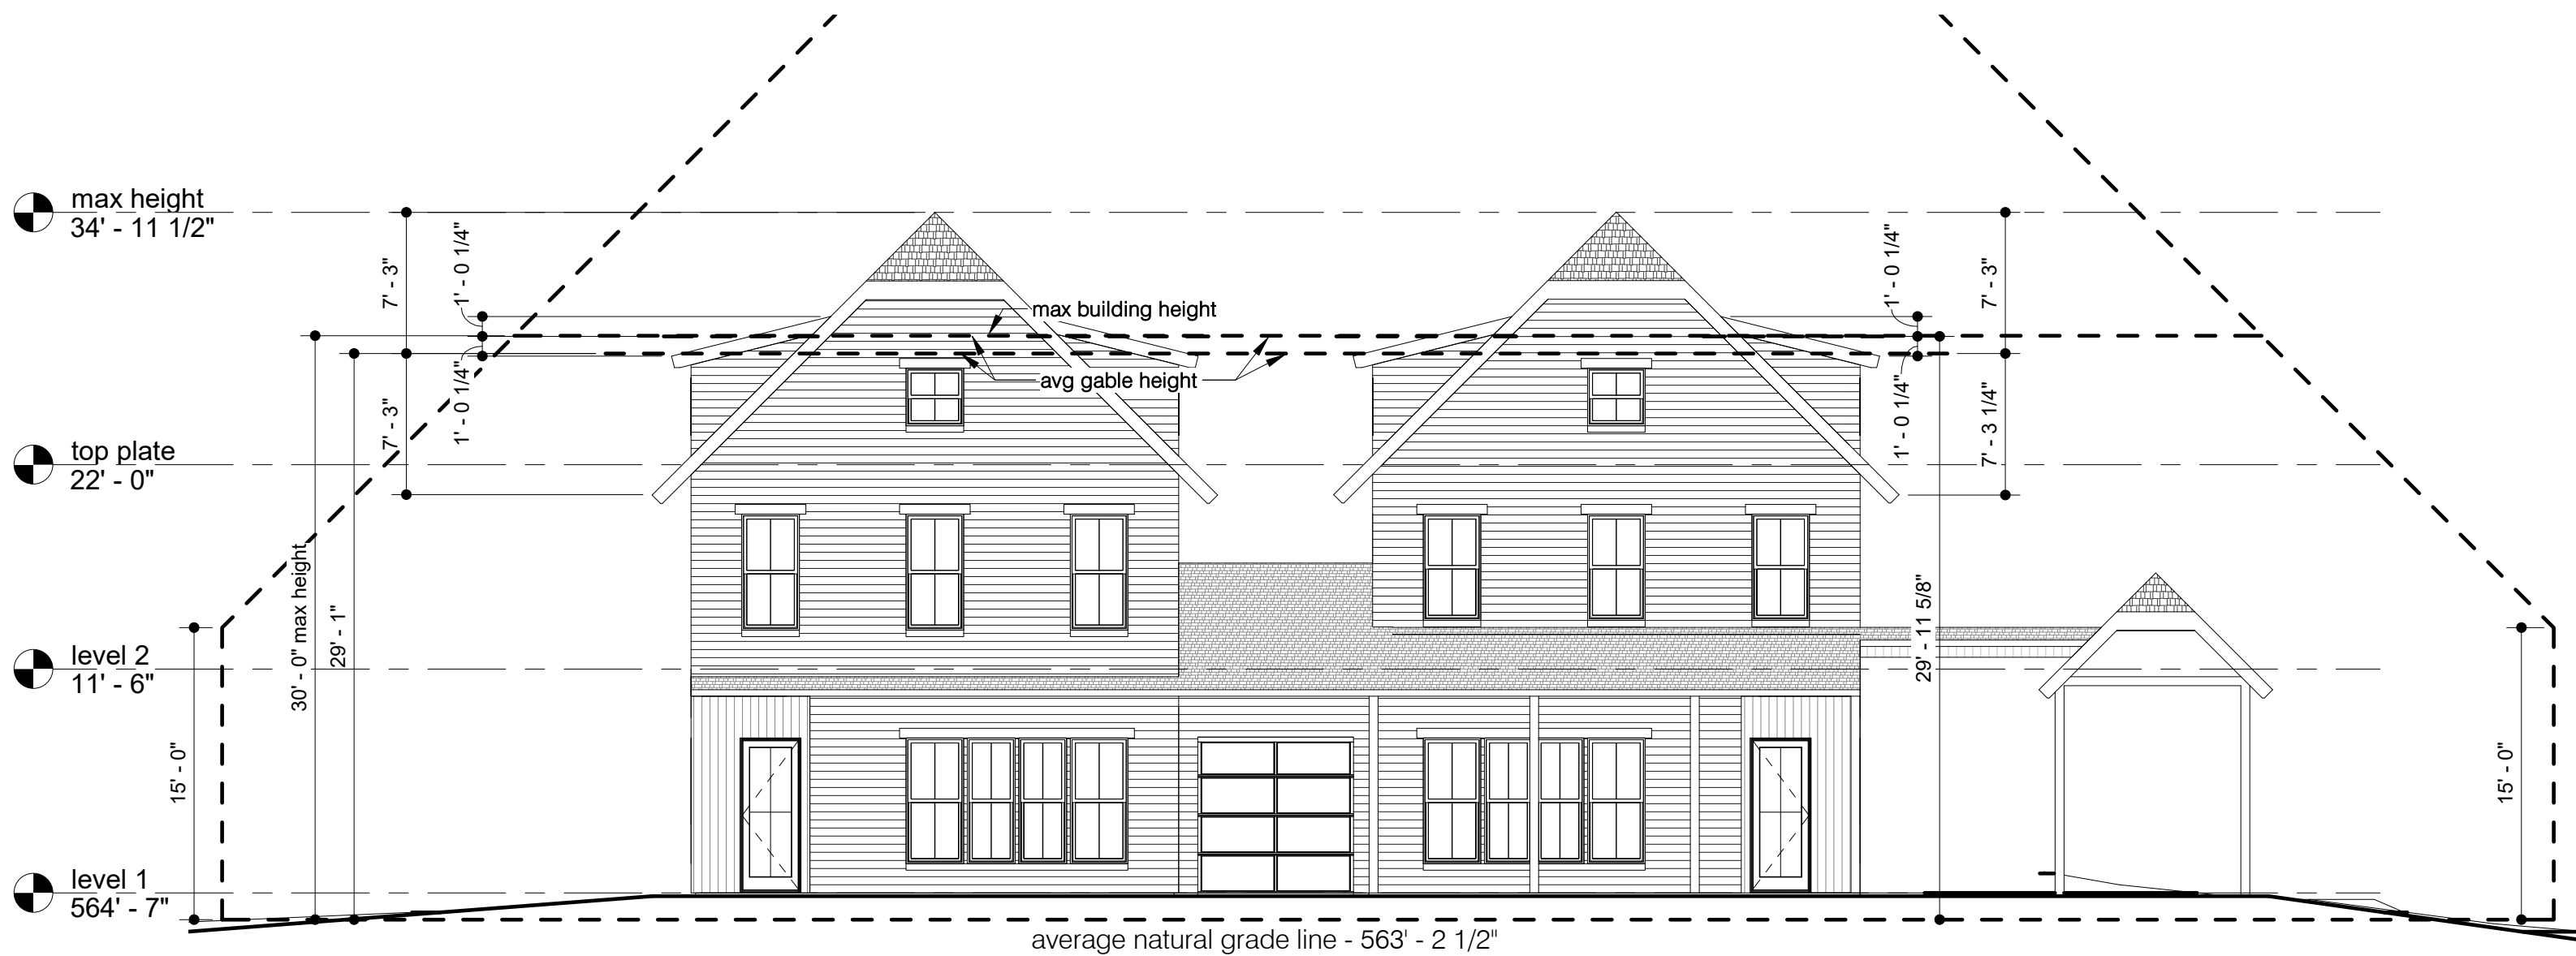 max height
34' - 11 1/2"
7' - 3"
1' - 0 1/4"
1' - 0 1/4"
7' - 3"
max building height
avg gable height
1' - 0 1/4"
7' - 3"
1' - 0 1/4"
7' - 3 1/4"
top plate
22' - 0"
30' - 0" max height
29' - 1"
29' - 11 5/8"
level 2
11' - 6"
15' - 0"
15' - 0"
level 1
564' - 7"
average natural grade line - 563' - 2 1/2"